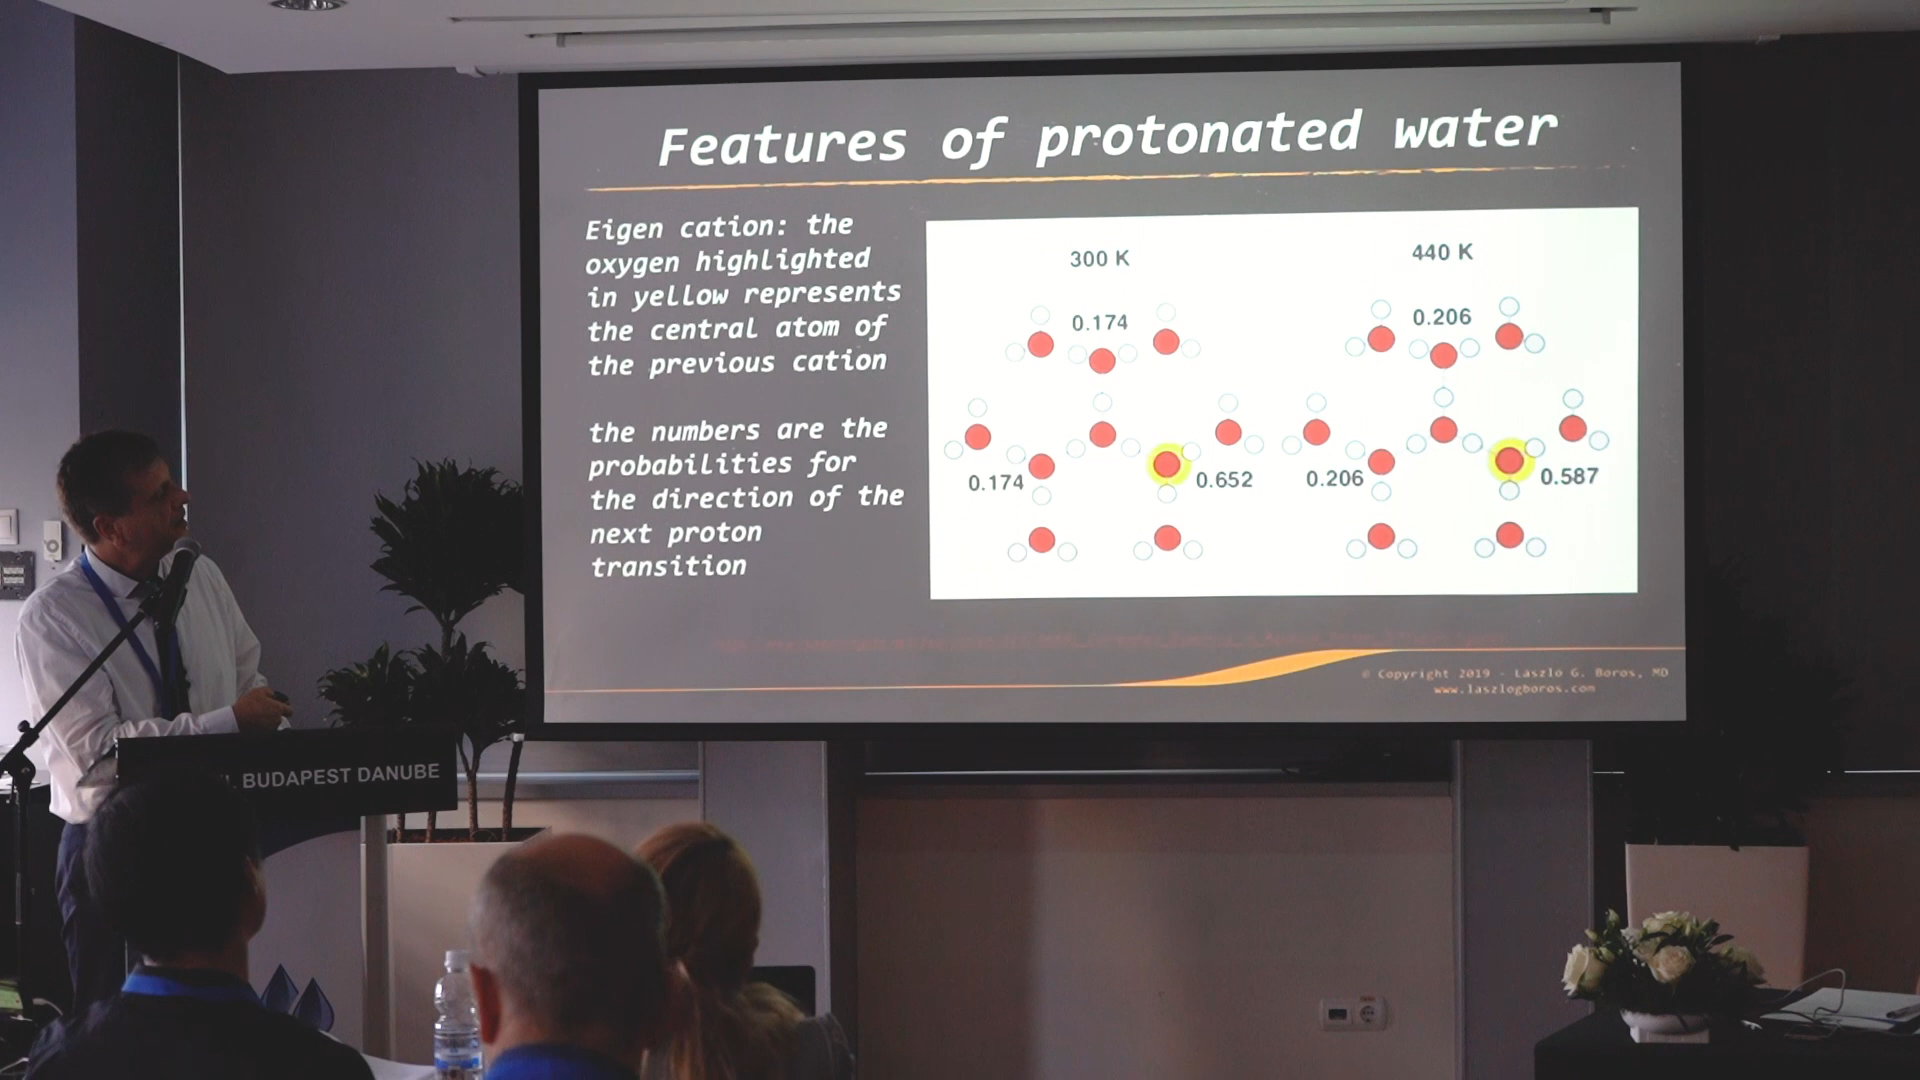 Features of protonated water
Eigen cation: the
oxygen highlighted
in yellow represents
the central atom of
the previous cation
the numbers are the
probabilities for
the direction of the
next proton
transition
300 K
440 K
0.174
0.206
0.174
0.652
0.206
0.587
© Copyright 2019 - Laszlo G. Boros, MD
www.laszlogboros.com
BUDAPEST DANUBE